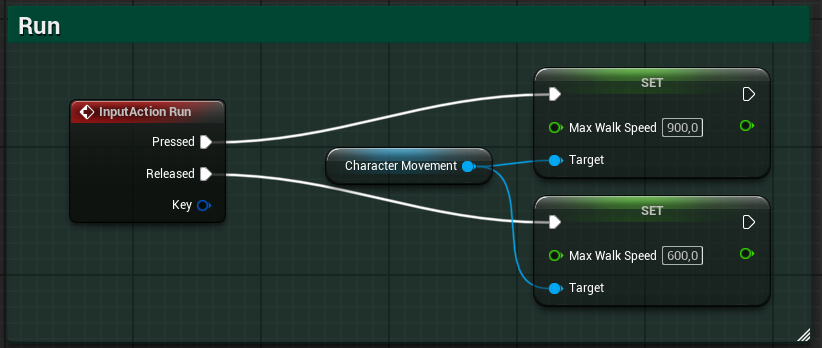 Run
InputAction Run
Pressed
Released
Key
Character Movement
SET
Max Walk Speed 900,0
Target
SET
Max Walk Speed 600,0
Target